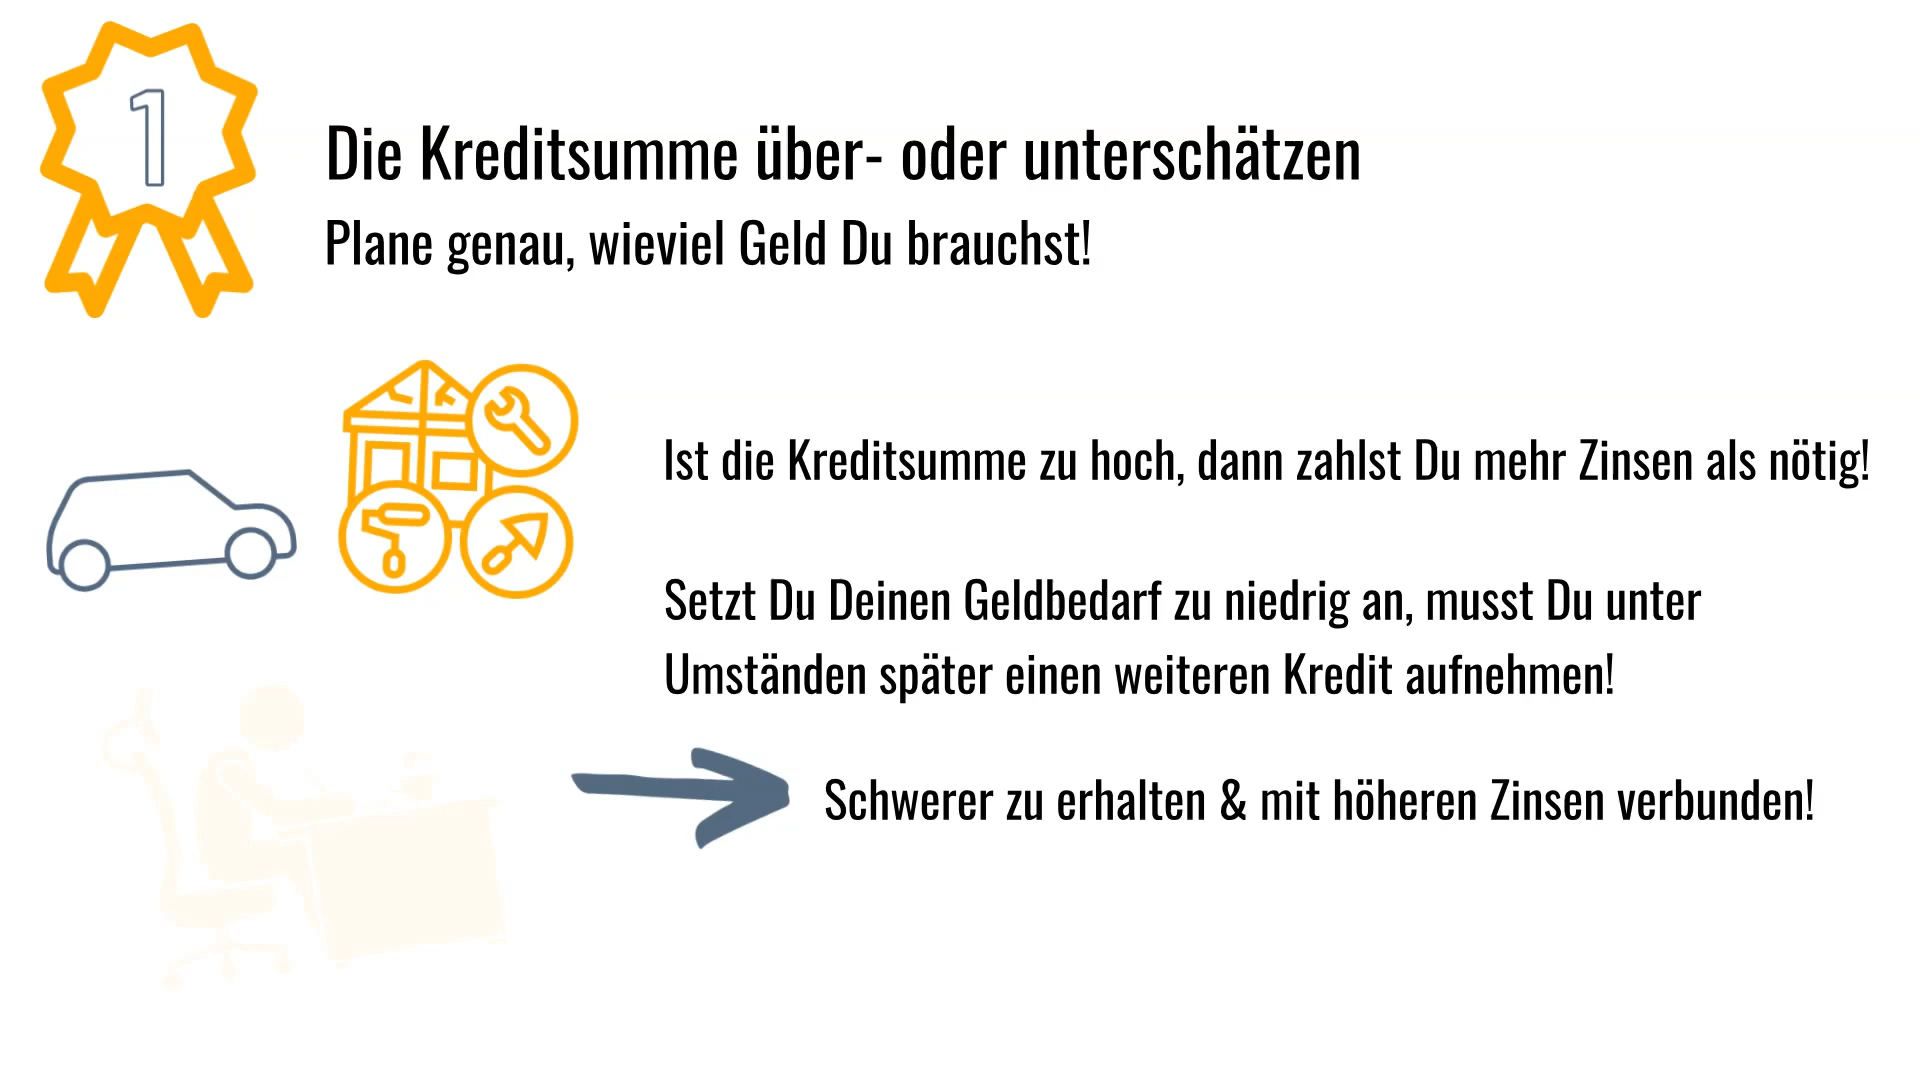 1
Die Kreditsumme über- oder unterschätzen
Plane genau, wieviel Geld Du brauchst!
Ist die Kreditsumme zu hoch, dann zahlst Du mehr Zinsen als nötig!
Setzt Du Deinen Geldbedarf zu niedrig an, musst Du unter
Umständen später einen weiteren Kredit aufnehmen!
Schwerer zu erhalten & mit höheren Zinsen verbunden!